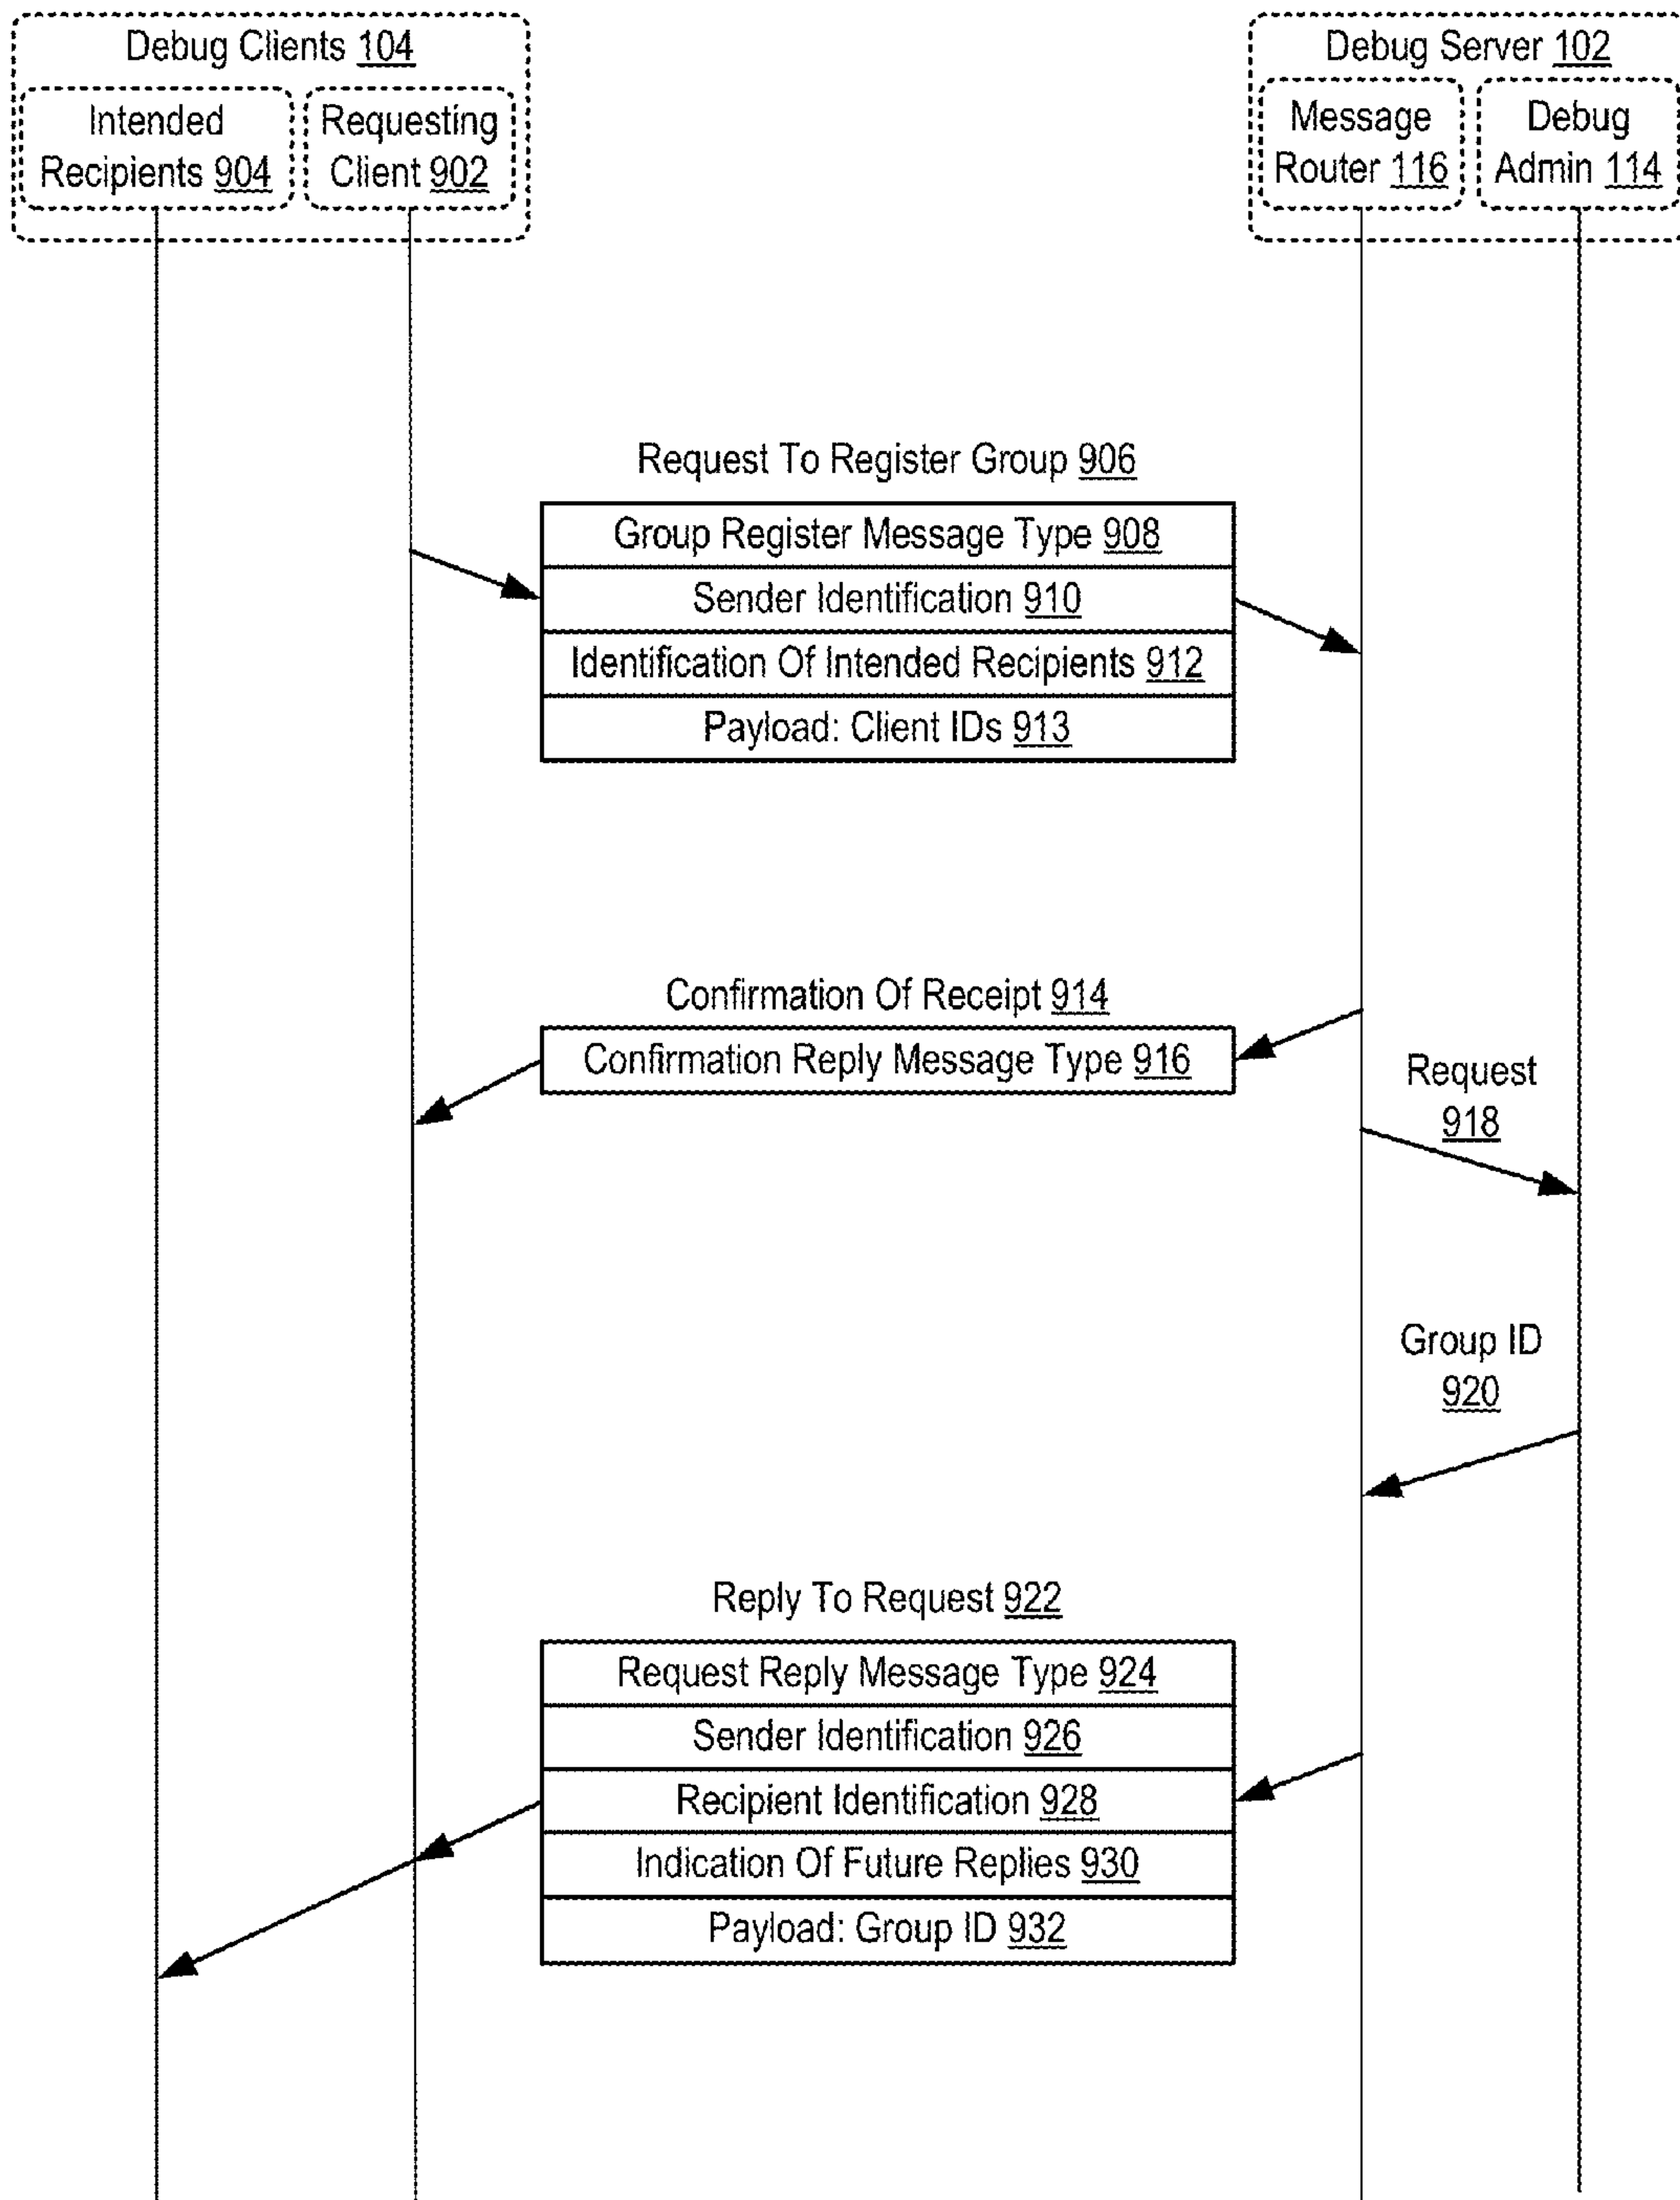 Debug Clients 104
Intended
Recipients 904
Requesting
Client 902
Debug Server 102
Message
Router 116
Debug
Admin 114
Request To Register Group 906
Group Register Message Type 908
Sender Identification 910
Identification Of Intended Recipients 912
Payload: Client IDs 913
Confirmation Of Receipt 914
Confirmation Reply Message Type 916
Request
918
Group ID
920
Reply To Request 922
Request Reply Message Type 924
Sender Identification 926
Recipient Identification 928
Indication Of Future Replies 930
Payload: Group ID 932